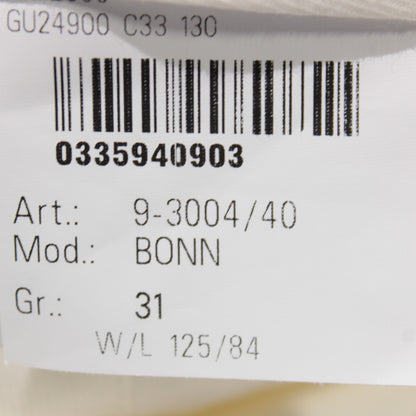 GU24900 C33 130
0335940903
Art.: 9-3004/40
Mod.: BONN
Gr.: 31
W/L 125/84